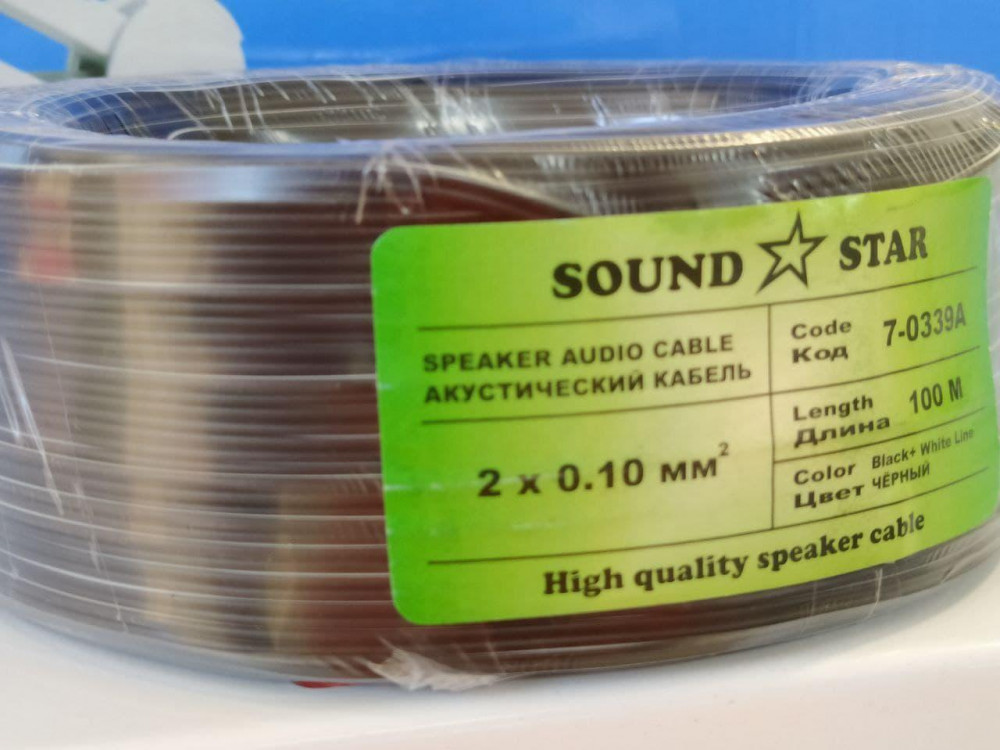 SOUND STAR
SPEAKER AUDIO CABLE
АКУСТИЧЕСКИЙ КАБЕЛЬ
2 x 0.10 мм²
Code
Код
7-0339A
Length
Длина
100 M
Color
Цвет
Black+ White Line
ЧЁРНЫЙ
High quality speaker cable